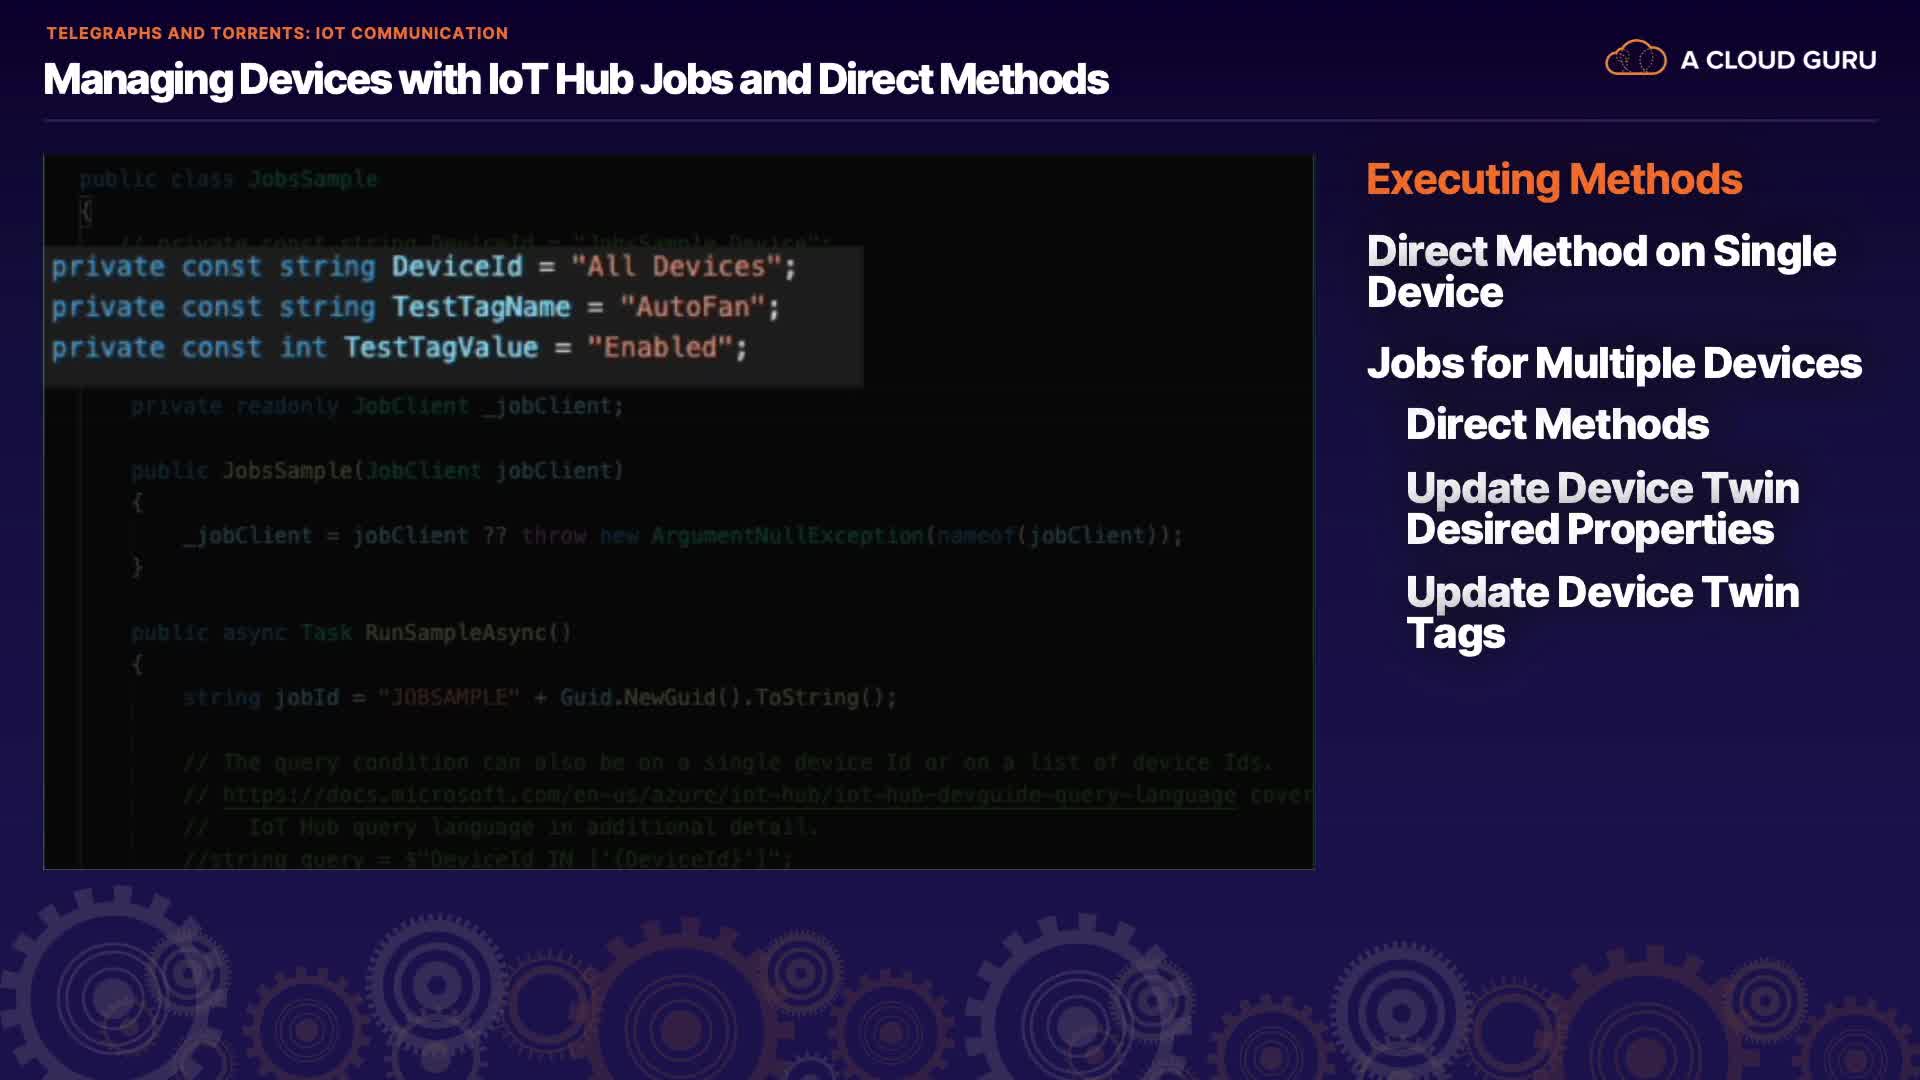 TELEGRAPHS AND TORRENTS: IOT COMMUNICATION
Managing Devices with IoT Hub Jobs and Direct Methods
A CLOUD GURU
public class JobsSample
{
// private const string DeviceId = "JobsSample_Device";
private const string DeviceId = "All Devices";
private const string TestTagName = "AutoFan";
private const int TestTagValue = "Enabled";
private readonly JobClient _jobClient;
public JobsSample(JobClient jobClient)
{
_jobClient = jobClient ?? throw new ArgumentNullException(nameof(jobClient));
}
public async Task RunSampleAsync()
{
string jobId = "JOBSAMPLE" + Guid.NewGuid().ToString();
// The query condition can also be on a single device Id or on a list of device Ids.
// https://docs.microsoft.com/en-us/azure/iot-hub/iot-hub-devguide-query-language cover
// IoT Hub query language in additional detail.
//string query = $"DeviceId IN ['{DeviceId}']";
Executing Methods
Direct Method on Single
Device
Jobs for Multiple Devices
Direct Methods
Update Device Twin
Desired Properties
Update Device Twin
Tags